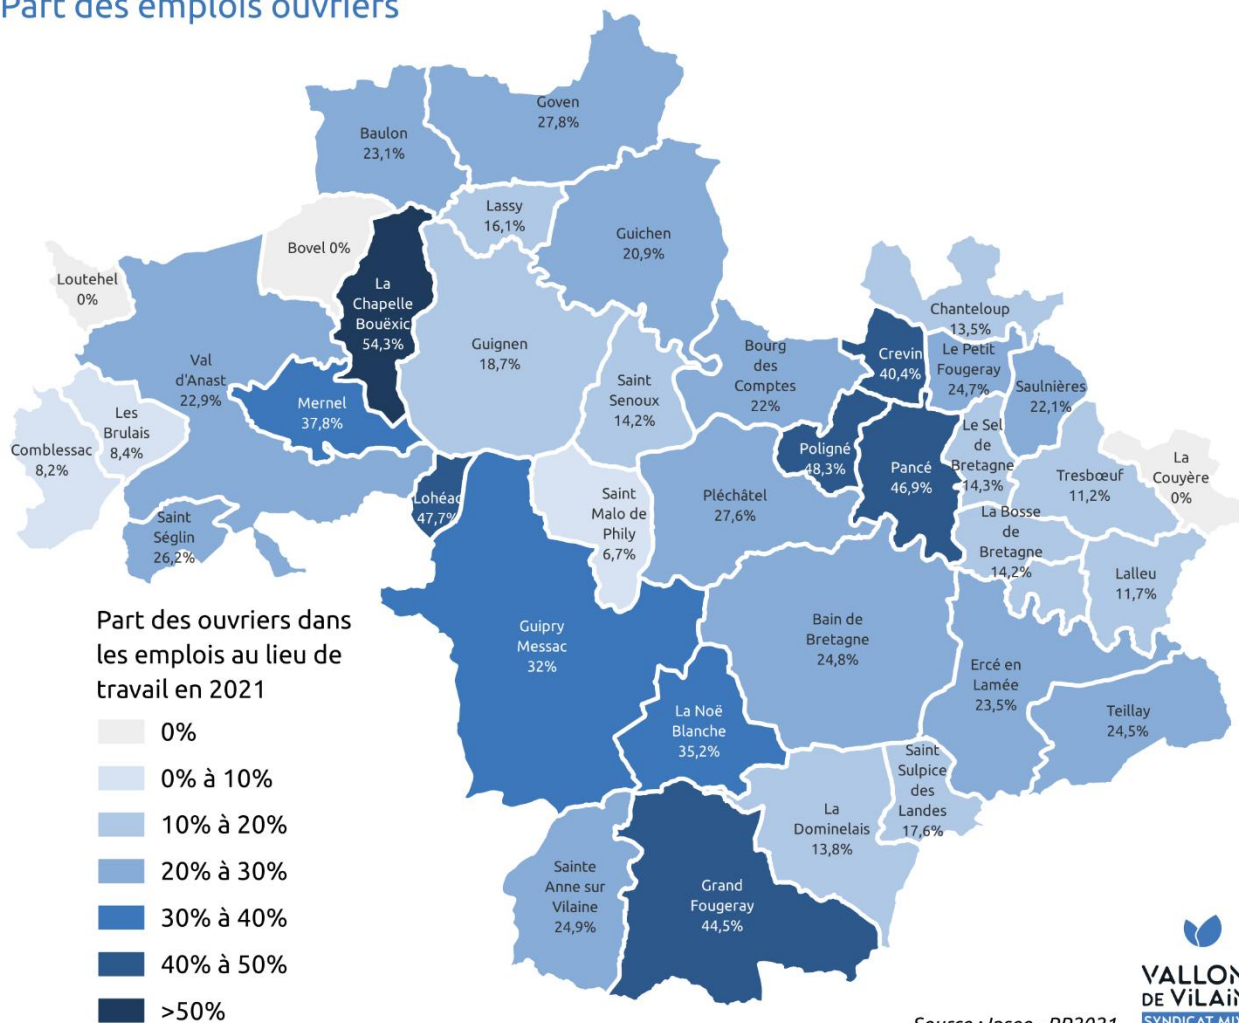 Part des emplois ouvriers
Goven
27,8%
Baulon
23,1%
Lassy
16,1%
Guichen
20,9%
Bovel 0%
Loutehel
0%
La
Chapelle
Bouëxic
54,3%
Chanteloup
13,5%
Guignen
18,7%
Bourg
des
Comptes
22%
Crevin
40,4%
Le Petit
Fougeray
24,7%
Val
d'Anast
22,9%
Saint
Senoux
14,2%
Saulnières
22,1%
Mernel
37,8%
Les
Brulais
8,4%
Comblessac
8,2%
Poligné
48,3%
Pancé
46,9%
Le Sel
de
Bretagne
14,3%
Tresbœuf
11,2%
La
Couyère
0%
Lohéac
47,7%
Saint
Malo de
Phily
6,7%
Pléchâtel
27,6%
Saint
Séglin
26,2%
La Bosse
de
Bretagne
14,2%
Lalleu
11,7%
Guipry
Messac
32%
Bain de
Bretagne
24,8%
Ercé en
Lamée
23,5%
Teillay
24,5%
La Noë
Blanche
35,2%
Saint
Sulpice
des
Landes
17,6%
La
Dominelais
13,8%
Sainte
Anne sur
Vilaine
24,9%
Grand
Fougeray
44,5%
Part des ouvriers dans
les emplois au lieu de
travail en 2021
0%
0% à 10%
10% à 20%
20% à 30%
30% à 40%
40% à 50%
>50%
VALLON
DE ViLAiN
SYNDICAT MIX